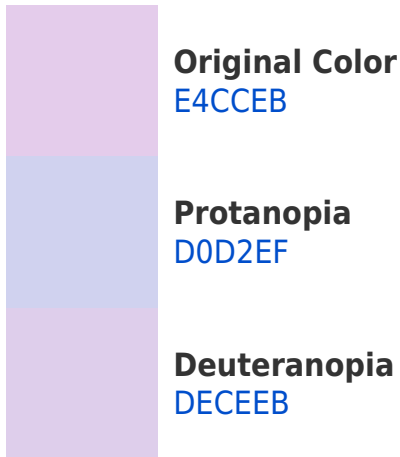 Original Color
E4CCEB
Protanopia
D0D2EF
Deuteranopia
DECEEB